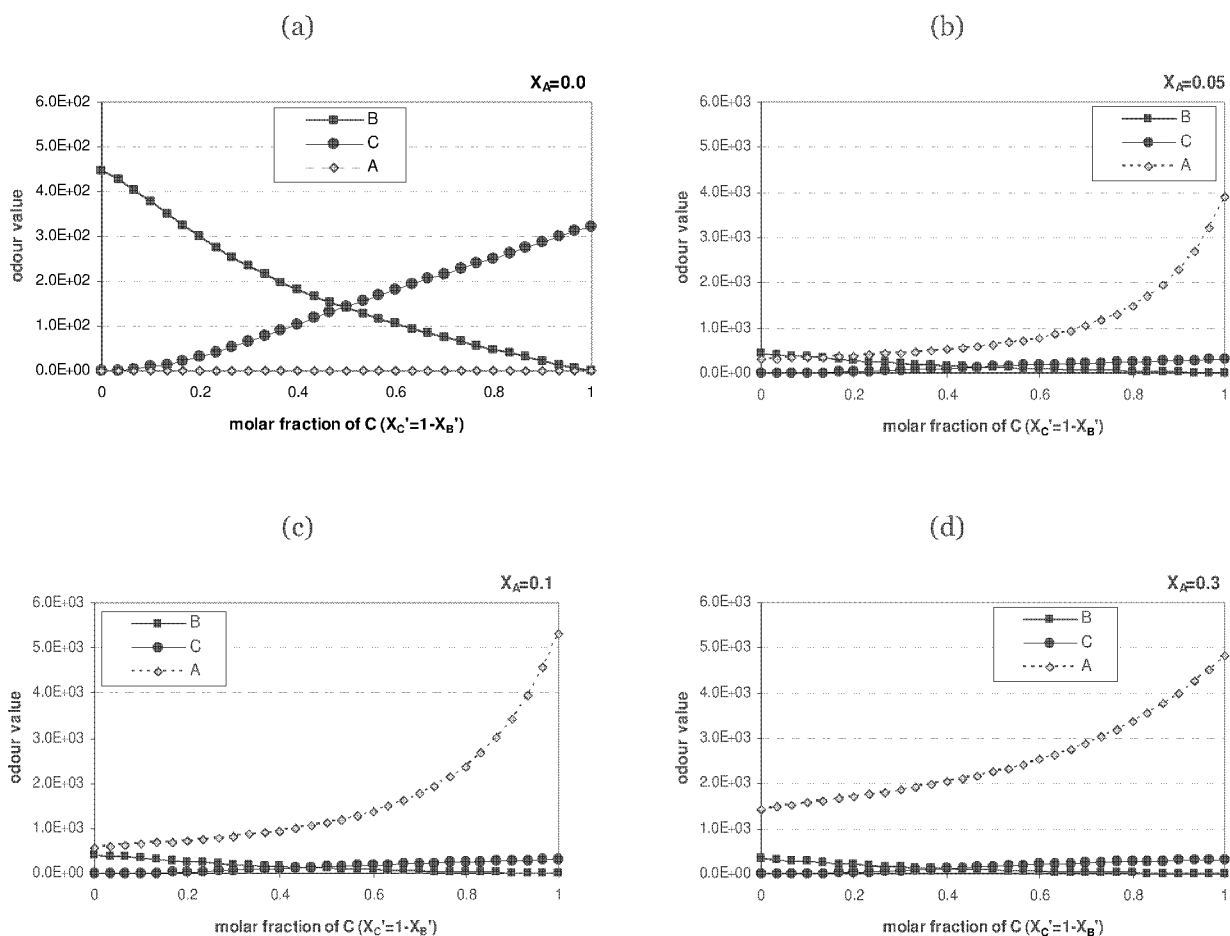 (a)
X_A=0.0
6.0E+02
5.0E+02
4.0E+02
3.0E+02
2.0E+02
1.0E+02
0.0E+00
odour value
B
C
A
0 0.2 0.4 0.6 0.8 1
molar fraction of C (X_C'=1-X_B')
(b)
X_A=0.05
6.0E+03
5.0E+03
4.0E+03
3.0E+03
2.0E+03
1.0E+03
0.0E+00
odour value
B
C
A
0 0.2 0.4 0.6 0.8 1
molar fraction of C (X_C'=1-X_B')
(c)
X_A=0.1
6.0E+03
5.0E+03
4.0E+03
3.0E+03
2.0E+03
1.0E+03
0.0E+00
odour value
B
C
A
0 0.2 0.4 0.6 0.8 1
molar fraction of C (X_C'=1-X_B')
(d)
X_A=0.3
6.0E+03
5.0E+03
4.0E+03
3.0E+03
2.0E+03
1.0E+03
0.0E+00
odour value
B
C
A
0 0.2 0.4 0.6 0.8 1
molar fraction of C (X_C'=1-X_B')